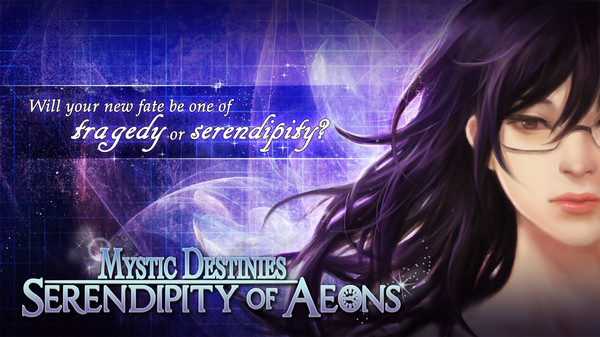 Will your new fate be one of
tragedy or serendipity?
Mystic Destinies
Serendipity of Aeons